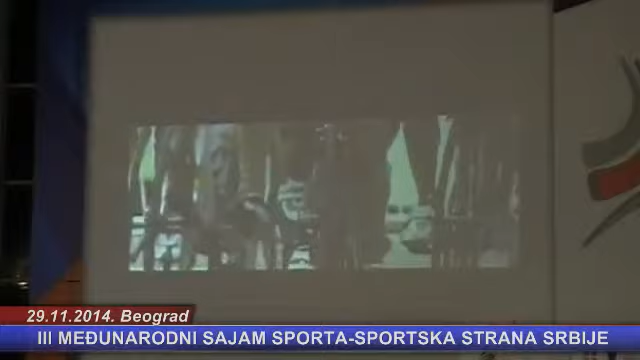 29.11.2014. Beograd
III MEĐUNARODNI SAJAM SPORTA-SPORTSKA STRANA SRBIJE